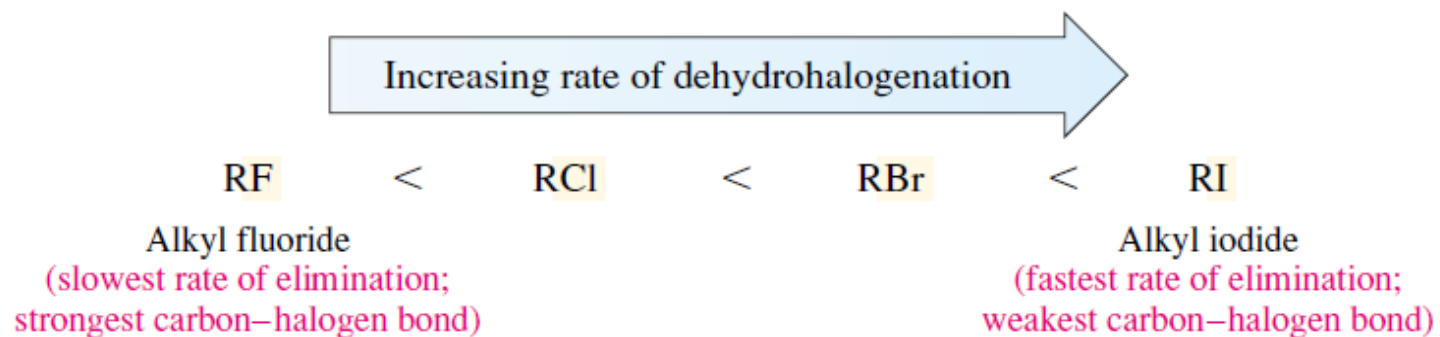 Increasing rate of dehydrohalogenation
RF < RCl < RBr < RI
Alkyl fluoride Alkyl iodide
(slowest rate of elimination; (fastest rate of elimination;
strongest carbon–halogen bond) weakest carbon–halogen bond)